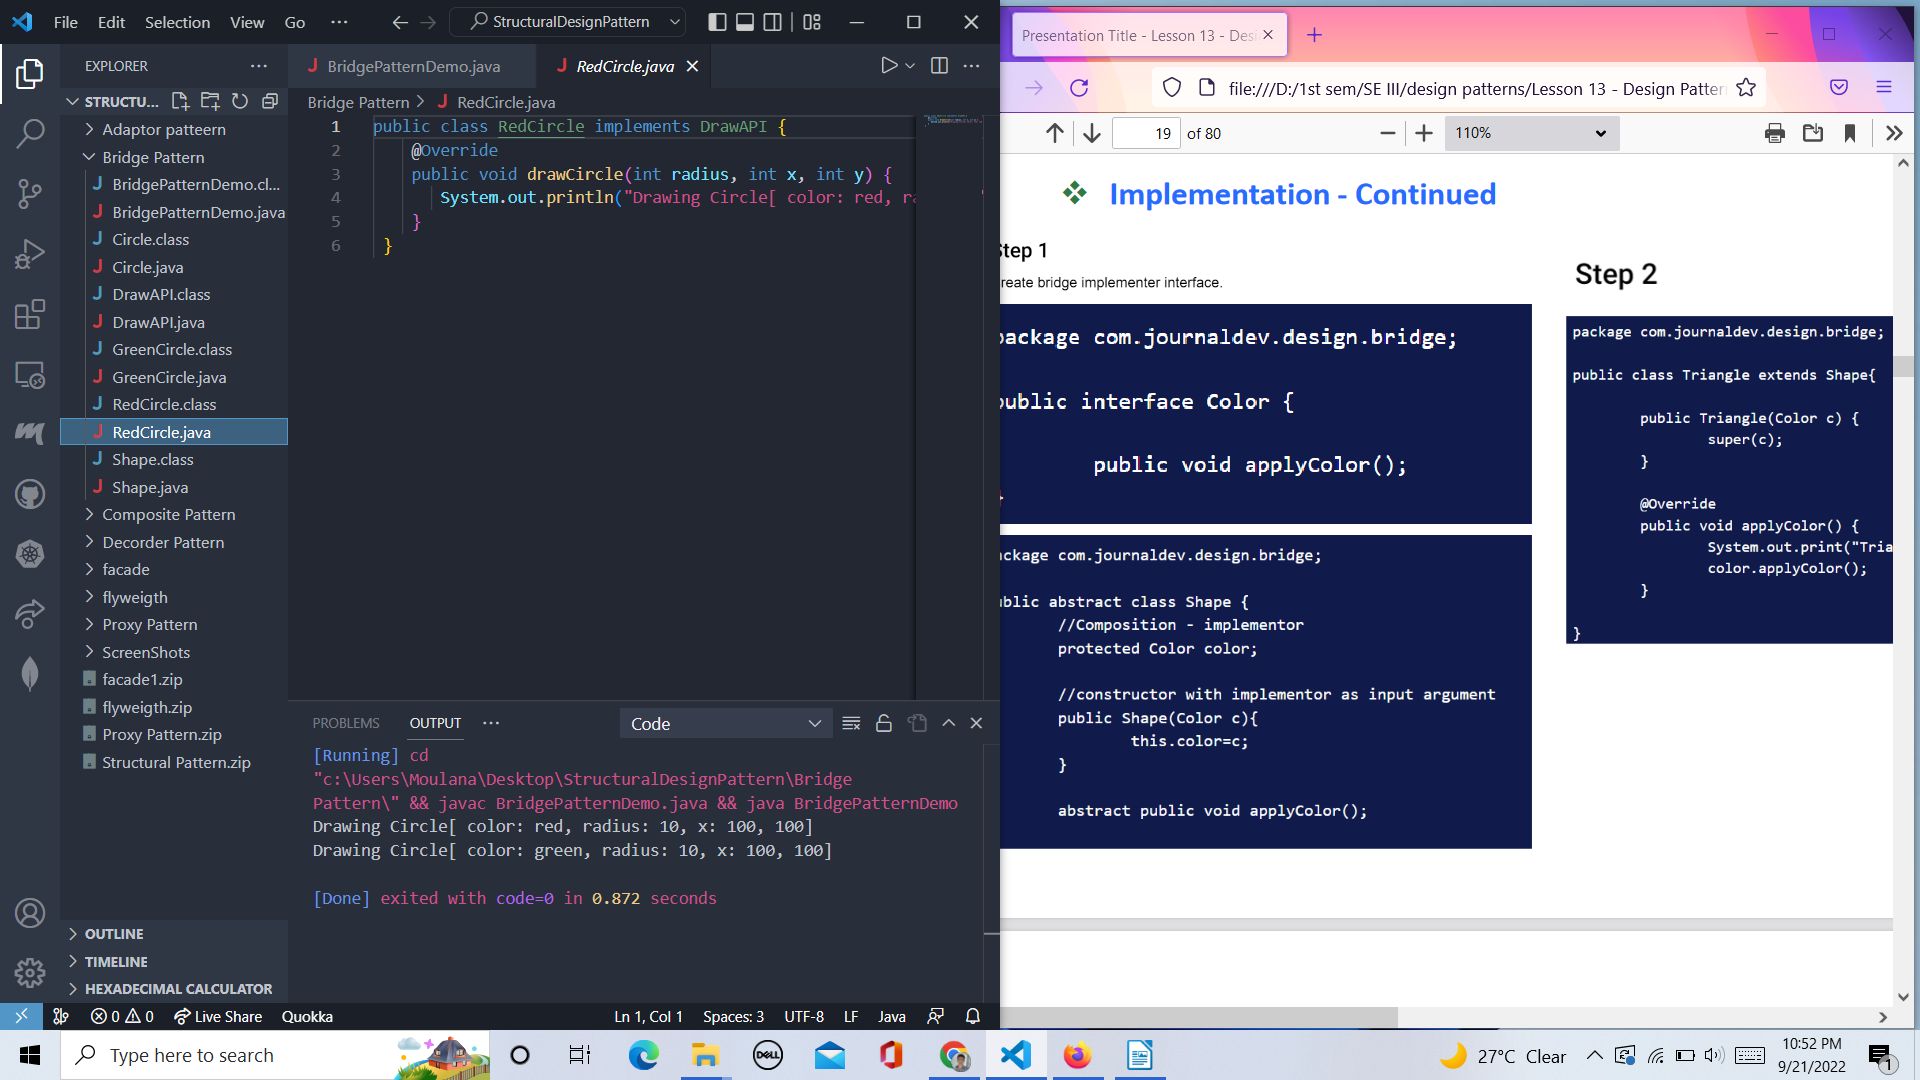 File Edit Selection View Go ··· StructuralDesignPattern
EXPLORER
STRUCTU...
Adaptor patteern
Bridge Pattern
BridgePatternDemo.cl...
BridgePatternDemo.java
Circle.class
Circle.java
DrawAPI.class
DrawAPI.java
GreenCircle.class
GreenCircle.java
RedCircle.class
RedCircle.java
Shape.class
Shape.java
Composite Pattern
Decorder Pattern
facade
flyweigth
Proxy Pattern
ScreenShots
facade1.zip
flyweigth.zip
Proxy Pattern.zip
Structural Pattern.zip
OUTLINE
TIMELINE
HEXADECIMAL CALCULATOR
BridgePatternDemo.java RedCircle.java
Bridge Pattern > RedCircle.java
1 public class RedCircle implements DrawAPI {
2 @Override
3 public void drawCircle(int radius, int x, int y) {
4 System.out.println("Drawing Circle[ color: red, ra
5 }
6 }
PROBLEMS OUTPUT ··· Code
[Running] cd
"c:\Users\Moulana\Desktop\StructuralDesignPattern\Bridge
Pattern\" && javac BridgePatternDemo.java && java BridgePatternDemo
Drawing Circle[ color: red, radius: 10, x: 100, 100]
Drawing Circle[ color: green, radius: 10, x: 100, 100]
[Done] exited with code=0 in 0.872 seconds
0 0 Live Share Quokka Ln 1, Col 1 Spaces: 3 UTF-8 LF Java
Presentation Title - Lesson 13 - Desi
file:///D:/1st sem/SE III/design patterns/Lesson 13 - Design Patter
19 of 80 110%
Implementation - Continued
Step 1
reate bridge implementer interface.
package com.journaldev.design.bridge;
public interface Color {
public void applyColor();
}
ackage com.journaldev.design.bridge;
ublic abstract class Shape {
//Composition - implementor
protected Color color;
//constructor with implementor as input argument
public Shape(Color c){
this.color=c;
}
abstract public void applyColor();
Step 2
package com.journaldev.design.bridge;
public class Triangle extends Shape{
public Triangle(Color c) {
super(c);
}
@Override
public void applyColor() {
System.out.print("Tria
color.applyColor();
}
}
Type here to search
DELL
27°C Clear
10:52 PM
9/21/2022
1